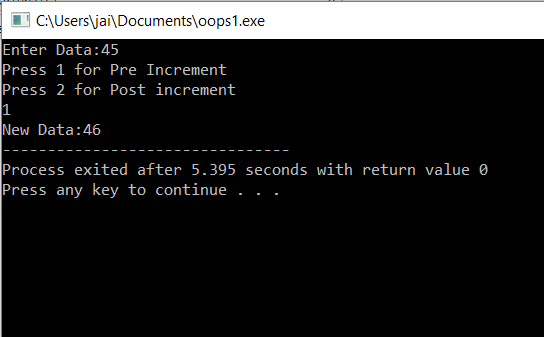 C:\Users\jai\Documents\oops1.exe
Enter Data:45
Press 1 for Pre Increment
Press 2 for Post increment
1
New Data:46
--------------------------------
Process exited after 5.395 seconds with return value 0
Press any key to continue . . .